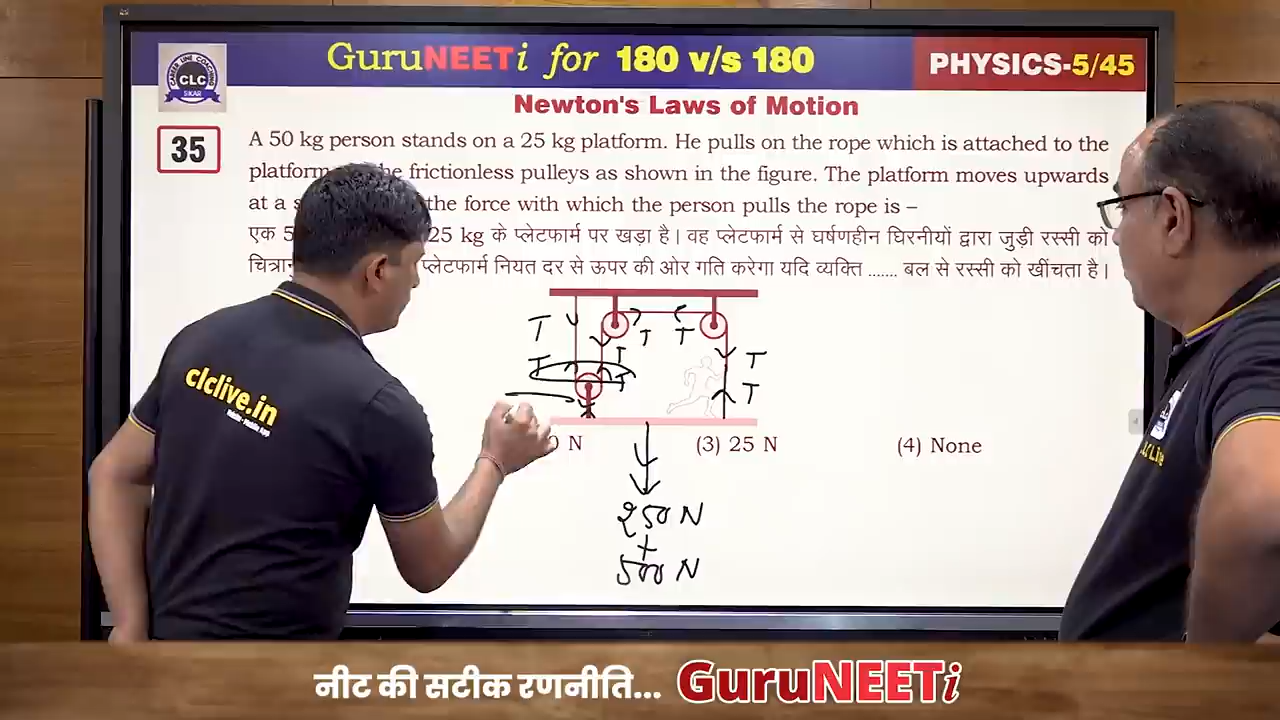 GuruNEETi for 180 v/s 180
PHYSICS-5/45
CLC
SIKAR
Newton's Laws of Motion
35
A 50 kg person stands on a 25 kg platform. He pulls on the rope which is attached to the
platform he frictionless pulleys as shown in the figure. The platform moves upwards
at a s the force with which the person pulls the rope is –
एक 5 25 kg के प्लेटफार्म पर खड़ा है। वह प्लेटफार्म से घर्षणहीन घिरनीयों द्वारा जुड़ी रस्सी को
प्लेटफार्म नियत दर से ऊपर की ओर गति करेगा यदि व्यक्ति ....... बल से रस्सी को खींचता है।
T T T T
T T T T
0 N (3) 25 N (4) None
250 N
+
500 N
clclive.in
नीट की सटीक रणनीति... GuruNEETi